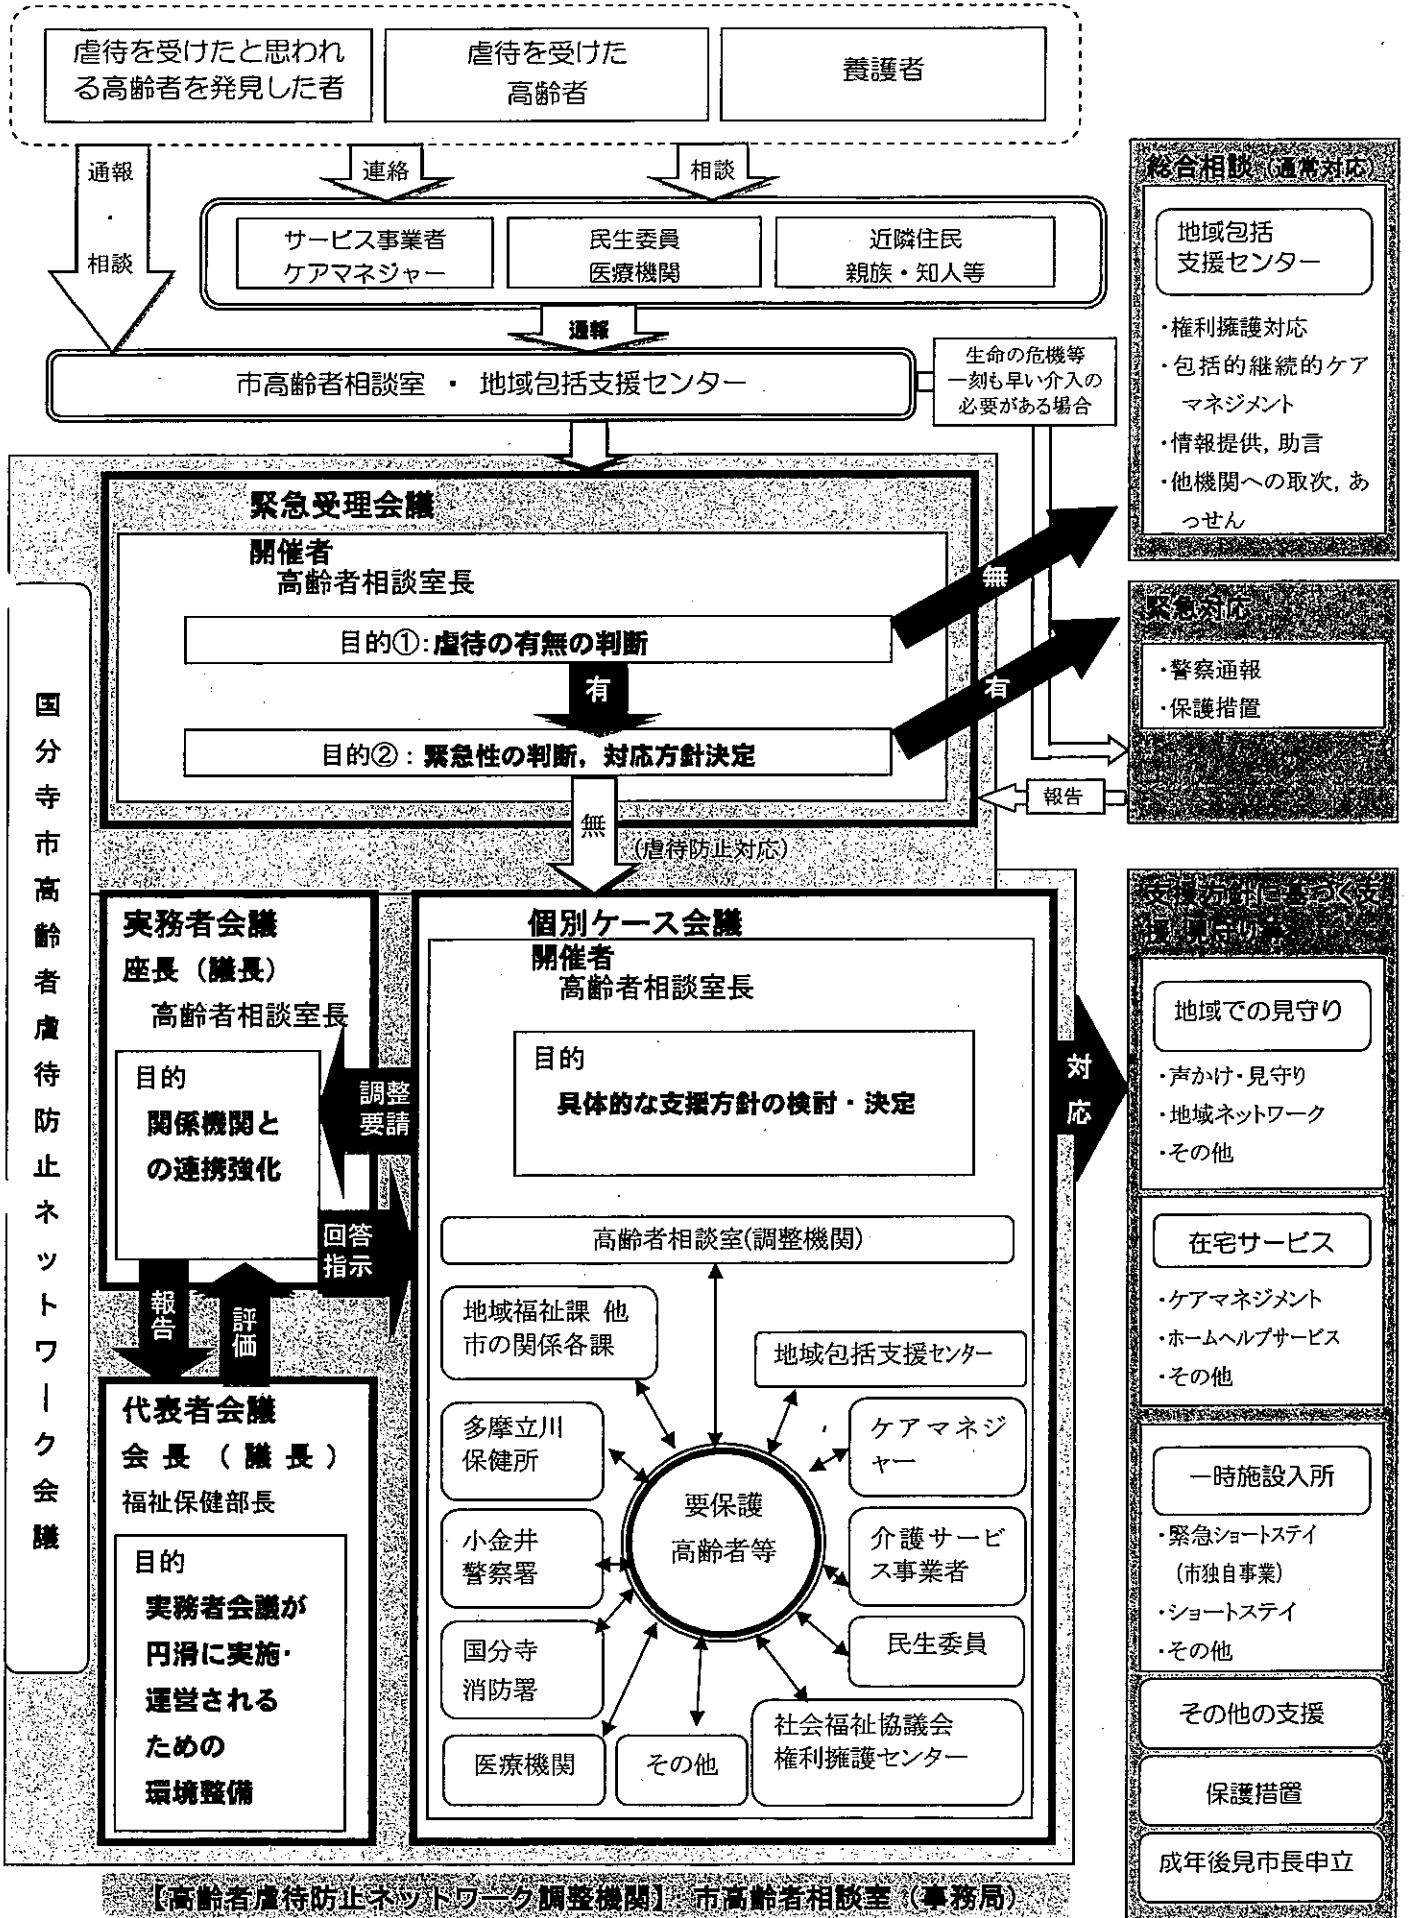 虐待を受けたと思われ
る高齢者を発見した者
虐待を受けた
高齢者
養護者
通報
・
相談
連絡
相談
サービス事業者
ケアマネジャー
民生委員
医療機関
近隣住民
親族・知人等
通報
市高齢者相談室 ・ 地域包括支援センター
生命の危機等
一刻も早い介入の
必要がある場合
総合相談(通常対応)
地域包括
支援センター
・権利擁護対応
・包括的継続的ケア
マネジメント
・情報提供,助言
・他機関への取次,あ
っせん
緊急受理会議
開催者
高齢者相談室長
目的①:虐待の有無の判断
無
有
目的②:緊急性の判断,対応方針決定
有
緊急対応
・警察通報
・保護措置
報告
無
(虐待防止対応)
国分寺市高齢者虐待防止ネットワーク会議
実務者会議
座長(議長)
高齢者相談室長
目的
関係機関と
の連携強化
調整
要請
回答
指示
報告
評価
代表者会議
会長(議長)
福祉保健部長
目的
実務者会議が
円滑に実施・
運営される
ための
環境整備
個別ケース会議
開催者
高齢者相談室長
目的
具体的な支援方針の検討・決定
高齢者相談室(調整機関)
地域福祉課 他
市の関係各課
地域包括支援センター
多摩立川
保健所
ケアマネジ
ャー
要保護
高齢者等
小金井
警察署
介護サービ
ス事業者
国分寺
消防署
民生委員
医療機関
その他
社会福祉協議会
権利擁護センター
対応
支援方針に基づく支
援・見守り
地域での見守り
・声かけ・見守り
・地域ネットワーク
・その他
在宅サービス
・ケアマネジメント
・ホームヘルプサービス
・その他
一時施設入所
・緊急ショートステイ
(市独自事業)
・ショートステイ
・その他
その他の支援
保護措置
成年後見市長申立
【高齢者虐待防止ネットワーク調整機関】 市高齢者相談室(事務局)